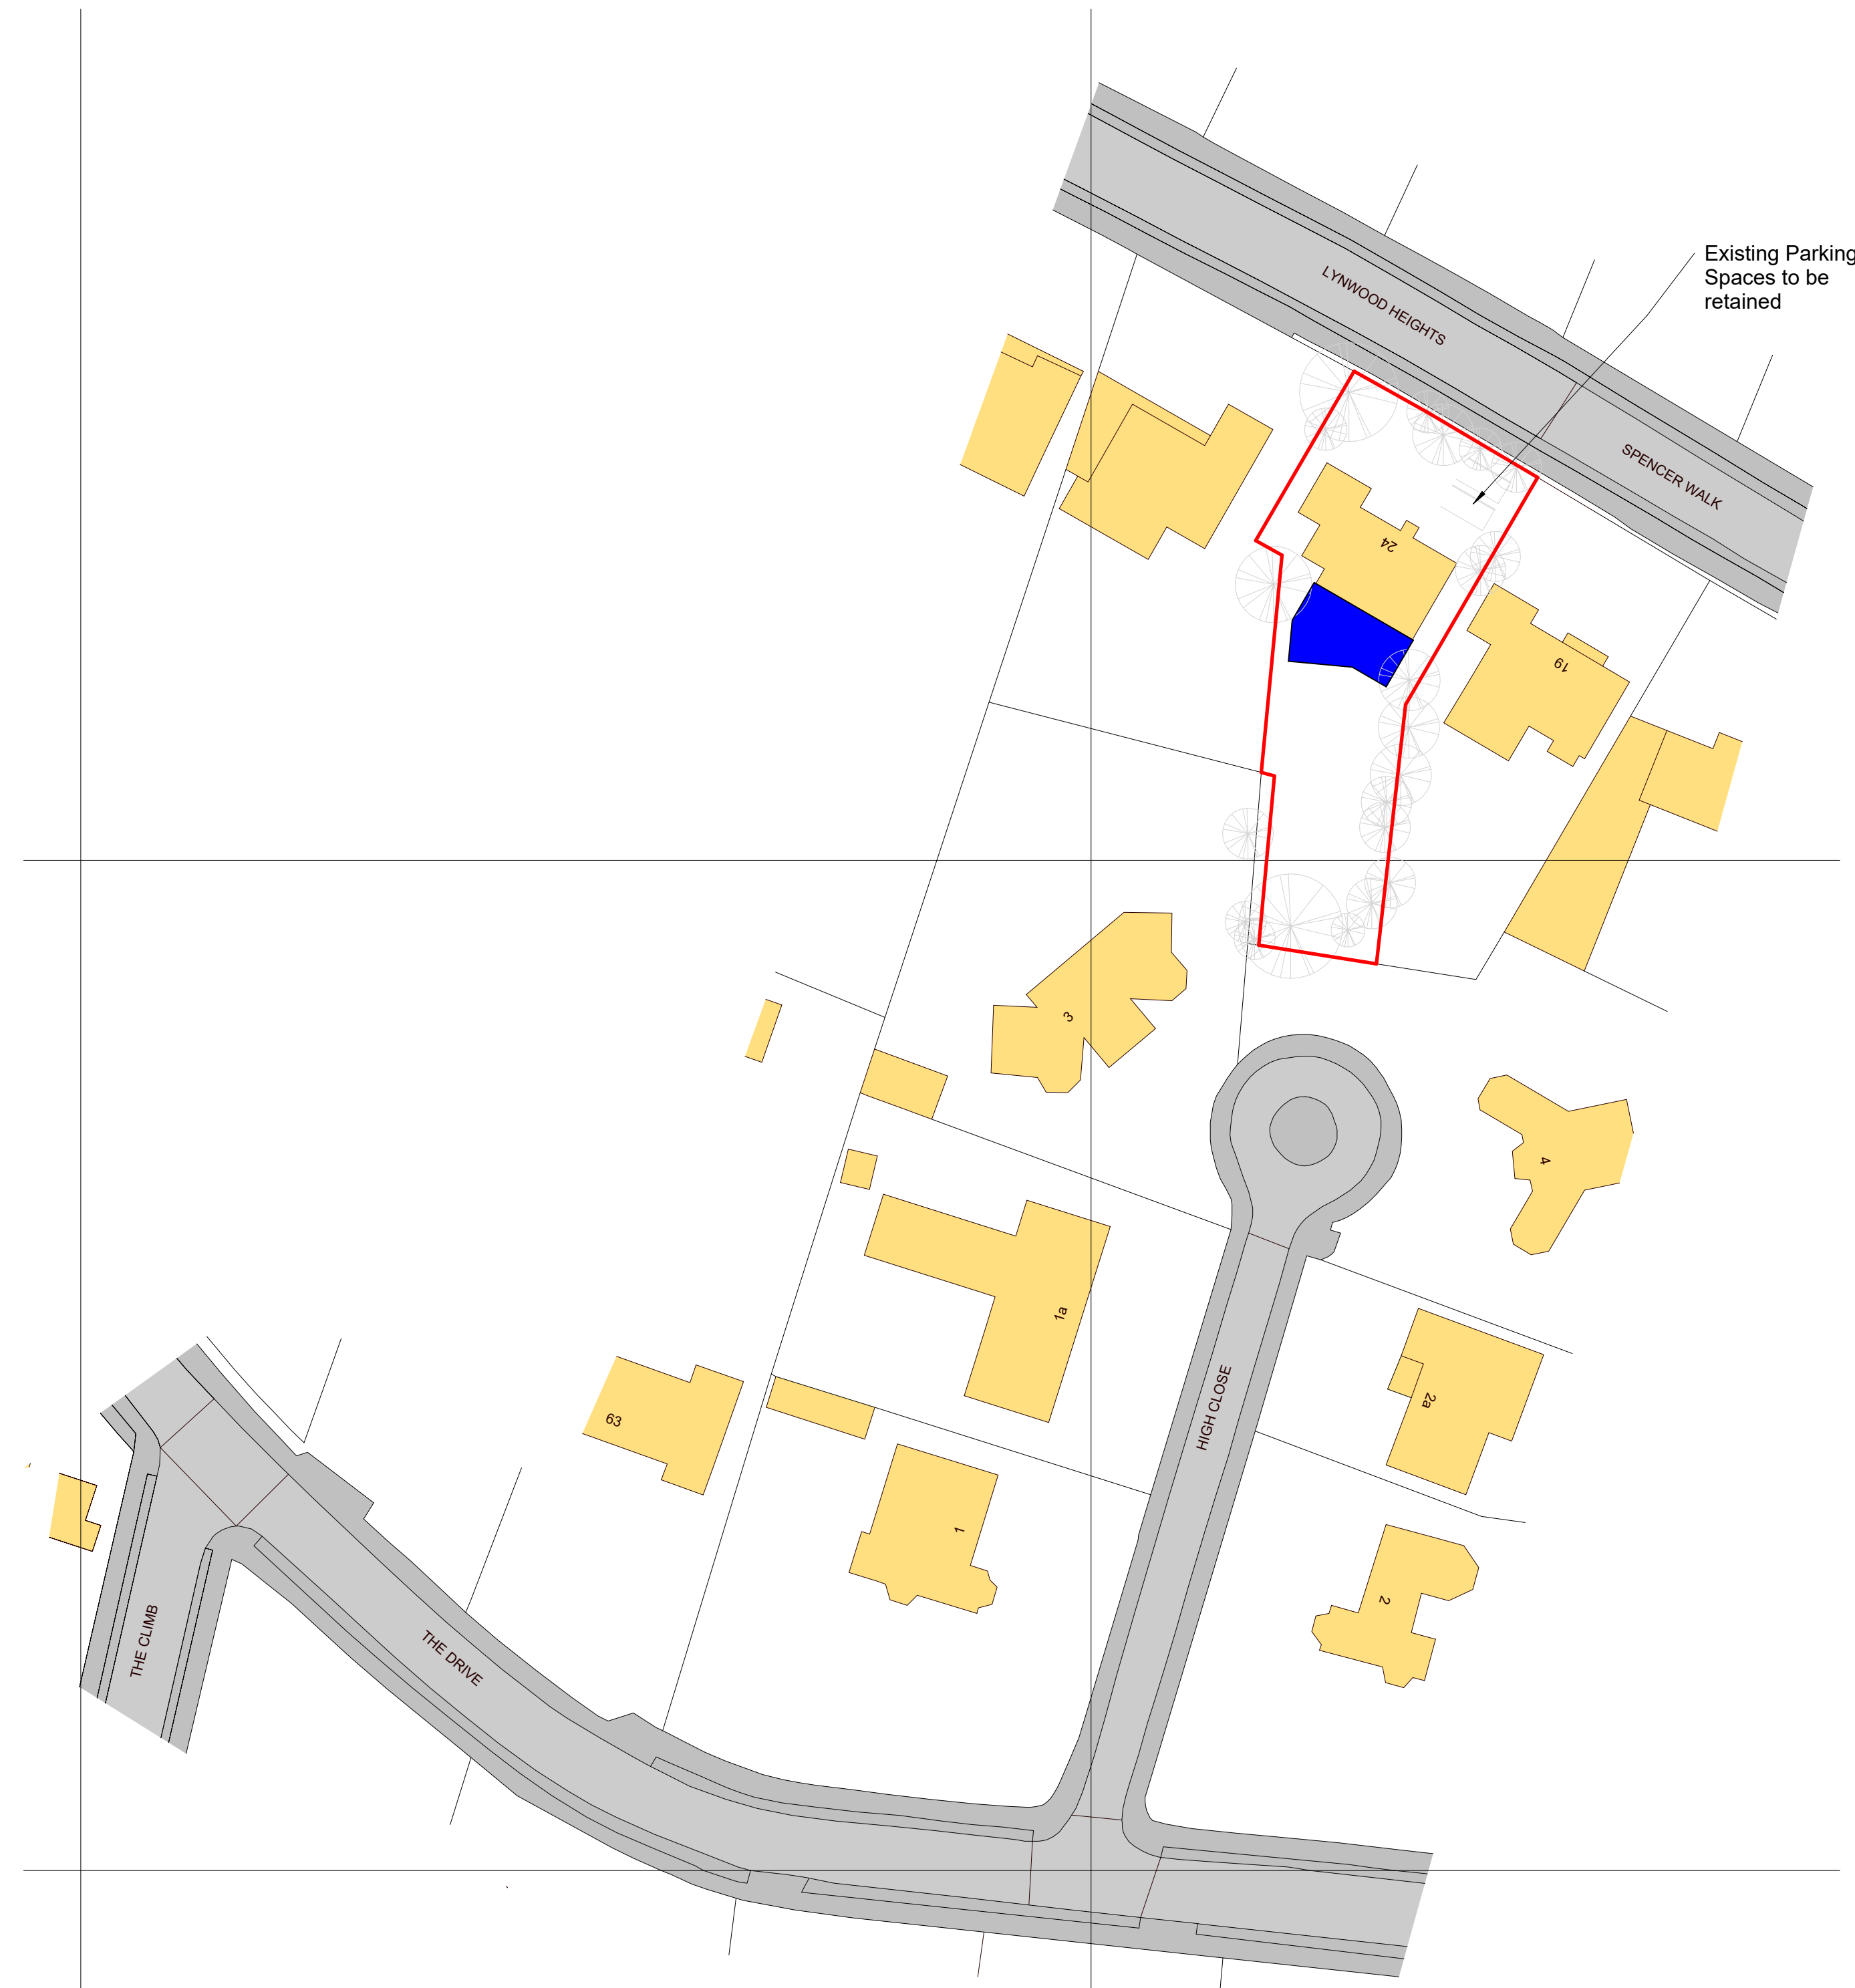 LYNWOOD HEIGHTS
Existing Parking
Spaces to be
retained
SPENCER WALK
24
19
3
4
1a
HIGH CLOSE
2a
63
1
2
THE CLIMB
THE DRIVE